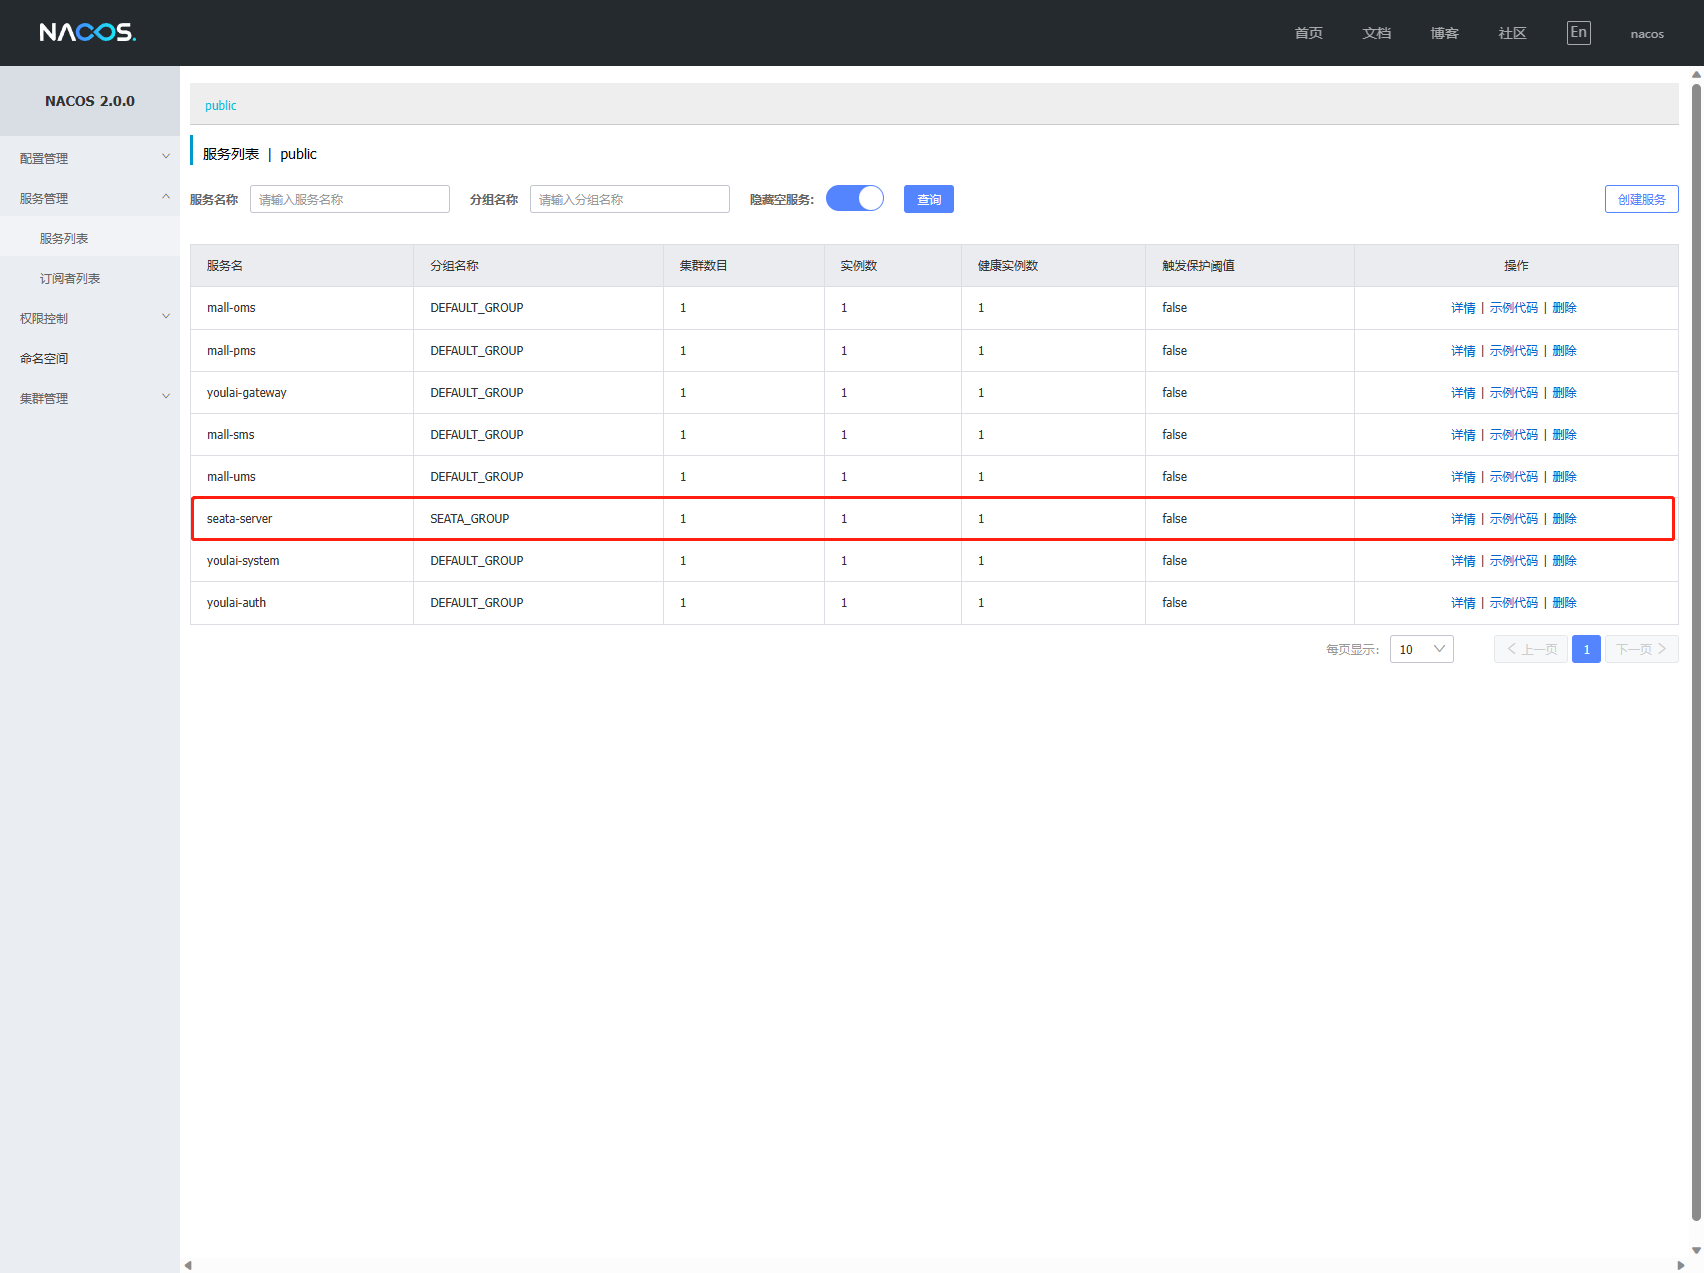 NACOS.
首页 文档 博客 社区 En nacos
NACOS 2.0.0
配置管理
服务管理
服务列表
订阅者列表
权限控制
命名空间
集群管理
public
服务列表 | public
服务名称 请输入服务名称 分组名称 请输入分组名称 隐藏空服务: 查询 创建服务
服务名 分组名称 集群数目 实例数 健康实例数 触发保护阈值 操作
mall-oms DEFAULT_GROUP 1 1 1 false 详情 | 示例代码 | 删除
mall-pms DEFAULT_GROUP 1 1 1 false 详情 | 示例代码 | 删除
youlai-gateway DEFAULT_GROUP 1 1 1 false 详情 | 示例代码 | 删除
mall-sms DEFAULT_GROUP 1 1 1 false 详情 | 示例代码 | 删除
mall-ums DEFAULT_GROUP 1 1 1 false 详情 | 示例代码 | 删除
seata-server SEATA_GROUP 1 1 1 false 详情 | 示例代码 | 删除
youlai-system DEFAULT_GROUP 1 1 1 false 详情 | 示例代码 | 删除
youlai-auth DEFAULT_GROUP 1 1 1 false 详情 | 示例代码 | 删除
每页显示: 10 上一页 1 下一页